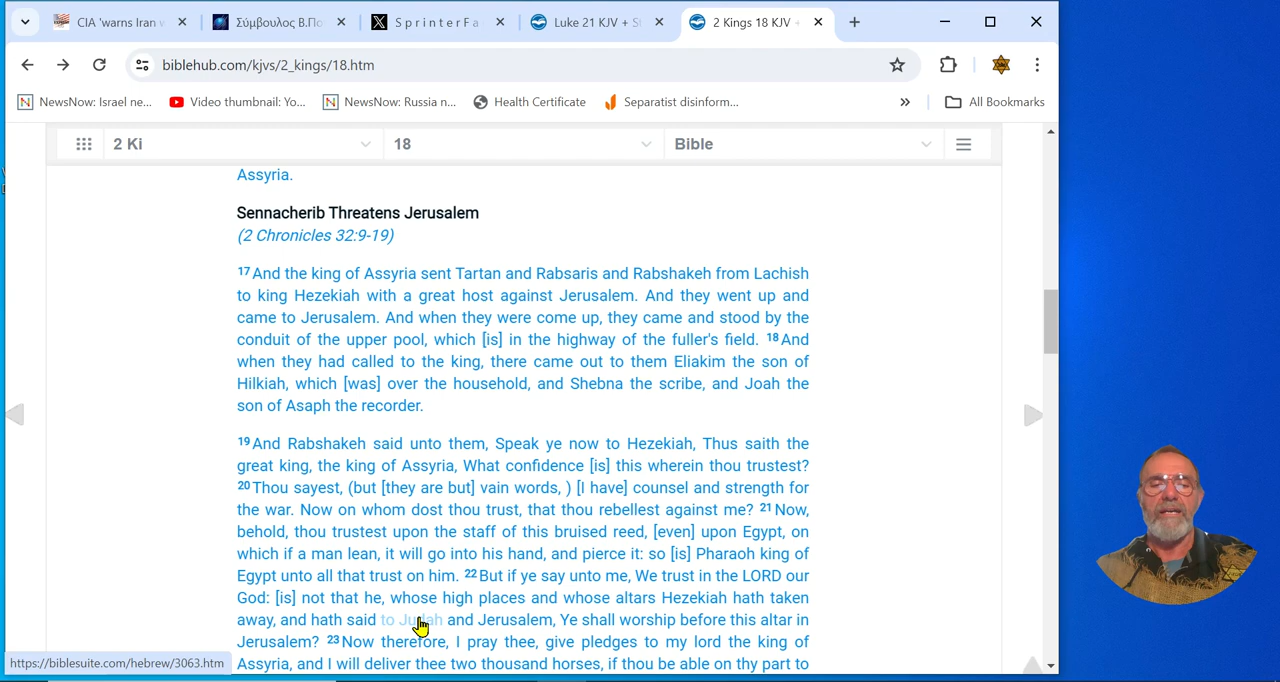 CIA 'warns Iran w
Σύμβουλος Β.Πο
S p r i n t e r F a
Luke 21 KJV + St
2 Kings 18 KJV +
biblehub.com/kjvs/2_kings/18.htm
NewsNow: Israel ne...
Video thumbnail: Yo...
NewsNow: Russia n...
Health Certificate
Separatist disinform...
»
All Bookmarks
2 Ki
18
Bible
Assyria.
Sennacherib Threatens Jerusalem
(2 Chronicles 32:9-19)
17And the king of Assyria sent Tartan and Rabsaris and Rabshakeh from Lachish
to king Hezekiah with a great host against Jerusalem. And they went up and
came to Jerusalem. And when they were come up, they came and stood by the
conduit of the upper pool, which [is] in the highway of the fuller's field. 18And
when they had called to the king, there came out to them Eliakim the son of
Hilkiah, which [was] over the household, and Shebna the scribe, and Joah the
son of Asaph the recorder.
19And Rabshakeh said unto them, Speak ye now to Hezekiah, Thus saith the
great king, the king of Assyria, What confidence [is] this wherein thou trustest?
20Thou sayest, (but [they are but] vain words, ) [I have] counsel and strength for
the war. Now on whom dost thou trust, that thou rebellest against me? 21Now,
behold, thou trustest upon the staff of this bruised reed, [even] upon Egypt, on
which if a man lean, it will go into his hand, and pierce it: so [is] Pharaoh king of
Egypt unto all that trust on him. 22But if ye say unto me, We trust in the LORD our
God: [is] not that he, whose high places and whose altars Hezekiah hath taken
away, and hath said to Judah and Jerusalem, Ye shall worship before this altar in
Jerusalem? 23Now therefore, I pray thee, give pledges to my lord the king of
Assyria, and I will deliver thee two thousand horses, if thou be able on thy part to
https://biblesuite.com/hebrew/3063.htm